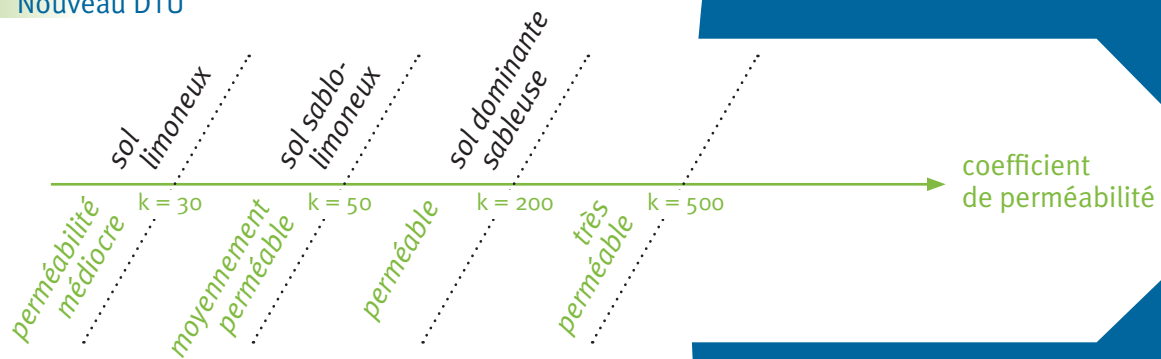 Nouveau DTU
sol
limoneux
sol sablo-
limoneux
sol dominante
sableuse
coefficient
de perméabilité
k = 30
k = 50
k = 200
k = 500
perméabilité
médiocre
moyennement
perméable
perméable
très
perméable